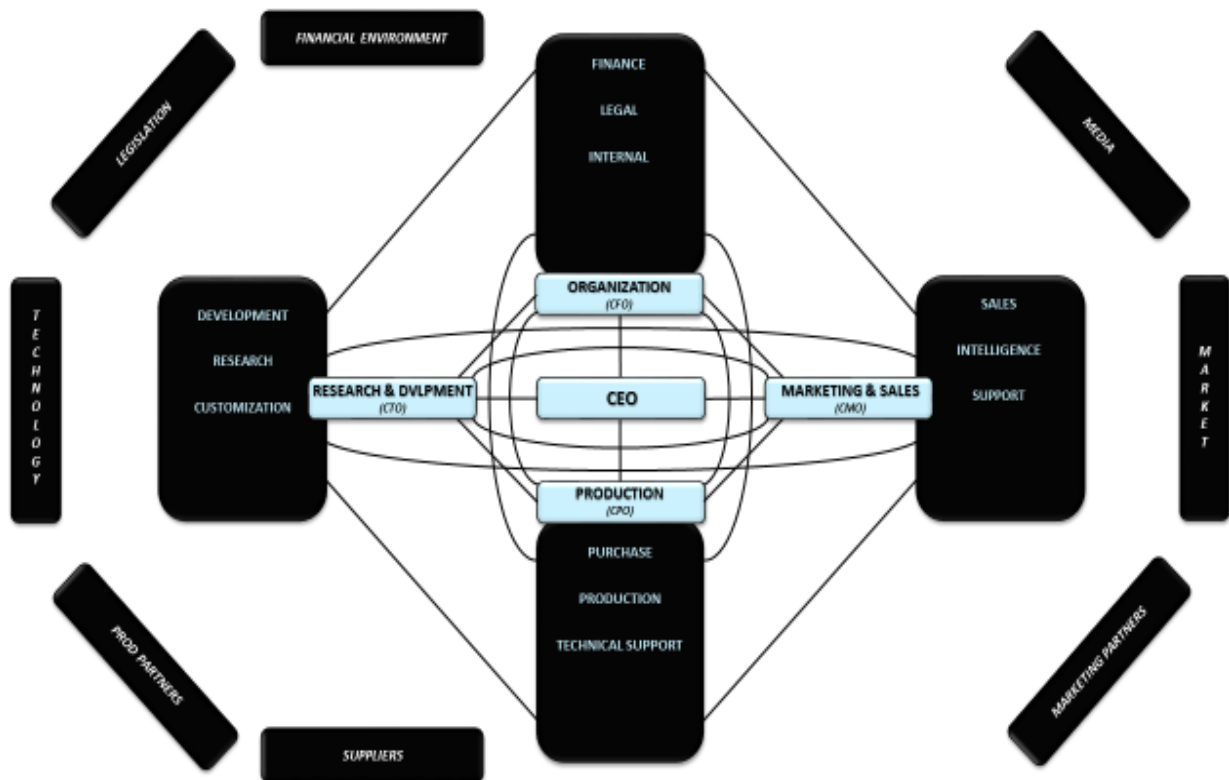 FINANCIAL ENVIRONMENT
LEGISLATION
MEDIA
FINANCE
LEGAL
INTERNAL
ORGANIZATION
(CFO)
TECHNOLOGY
DEVELOPMENT
RESEARCH
CUSTOMIZATION
RESEARCH & DVLPMENT
(CTO)
CEO
MARKETING & SALES
(CMO)
SALES
INTELLIGENCE
SUPPORT
MARKET
PRODUCTION
(CPO)
PURCHASE
PRODUCTION
TECHNICAL SUPPORT
PROD PARTNERS
SUPPLIERS
MARKETING PARTNERS